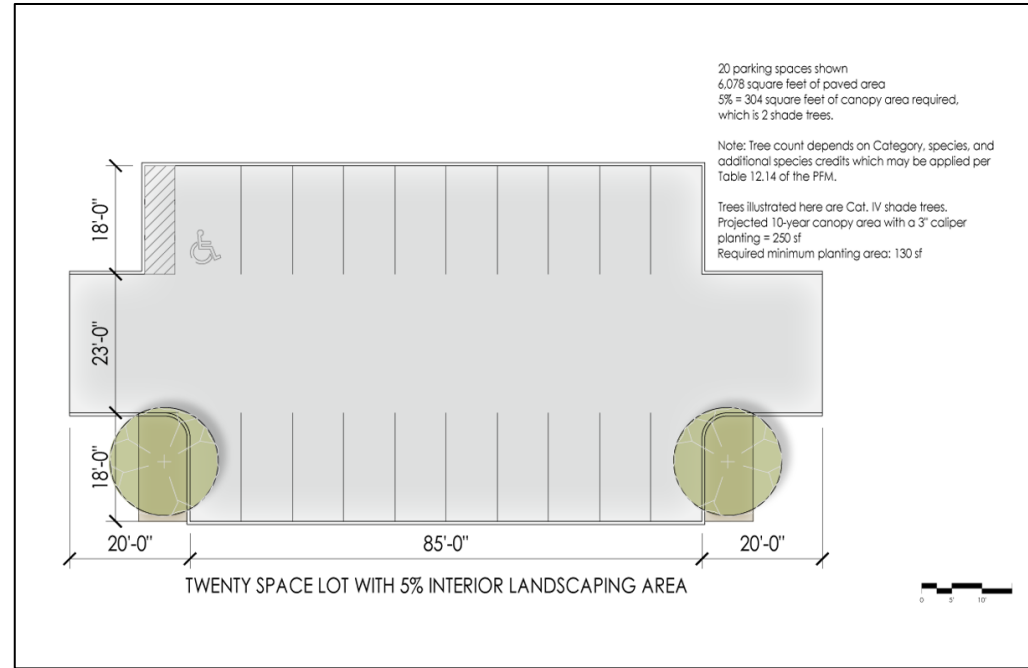 20 parking spaces shown
6,078 square feet of paved area
5% = 304 square feet of canopy area required,
which is 2 shade trees.
Note: Tree count depends on Category, species, and
additional species credits which may be applied per
Table 12.14 of the PFM.
Trees illustrated here are Cat. IV shade trees.
Projected 10-year canopy area with a 3" caliper
planting = 250 sf
Required minimum planting area: 130 sf
18'-0"
23'-0"
18'-0"
20'-0" 85'-0" 20'-0"
TWENTY SPACE LOT WITH 5% INTERIOR LANDSCAPING AREA
0 5' 10'